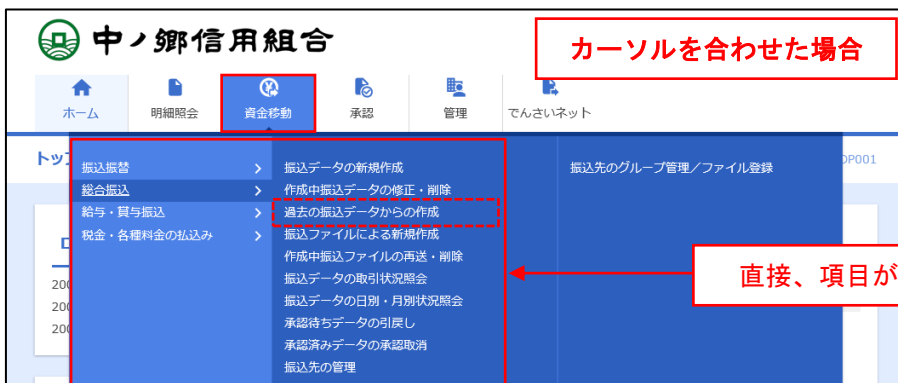 中ノ郷信用組合
カーソルを合わせた場合
ホーム
明細照会
資金移動
承認
管理
でんさいネット
トップ
振込振替
総合振込
給与・賞与振込
税金・各種料金の払込み
振込データの新規作成
作成中振込データの修正・削除
過去の振込データからの作成
振込ファイルによる新規作成
作成中振込ファイルの再送・削除
振込データの取引状況照会
振込データの日別・月別状況照会
承認待ちデータの引戻し
承認済みデータの承認取消
振込先の管理
振込先のグループ管理/ファイル登録
OP001
直接、項目が
200
200
200